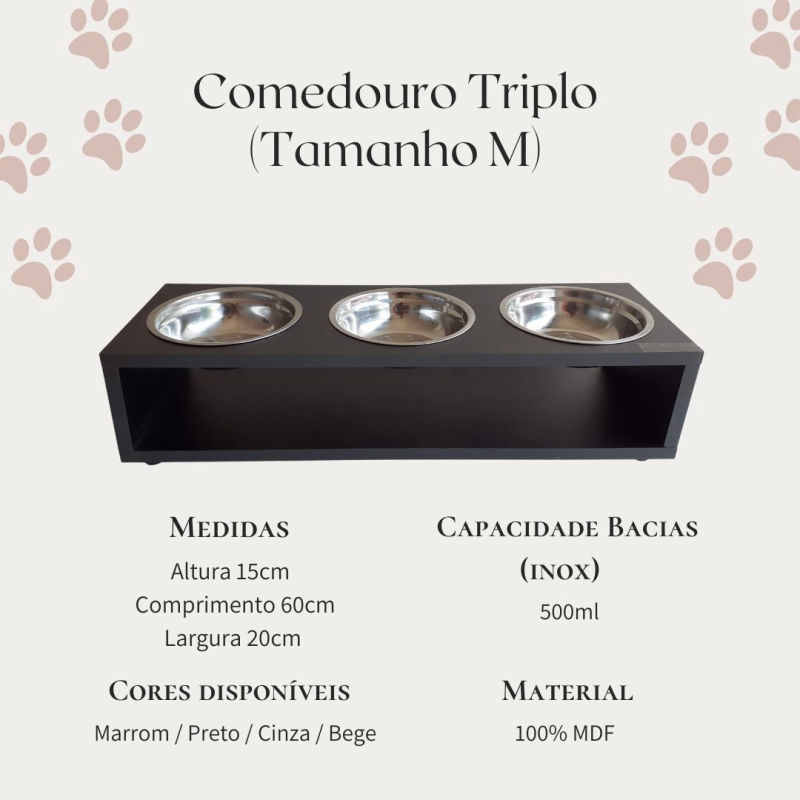 Comedouro Triplo
(Tamanho M)
Medidas
Altura 15cm
Comprimento 60cm
Largura 20cm
Capacidade Bacias
(inox)
500ml
Cores disponíveis
Marrom / Preto / Cinza / Bege
Material
100% MDF